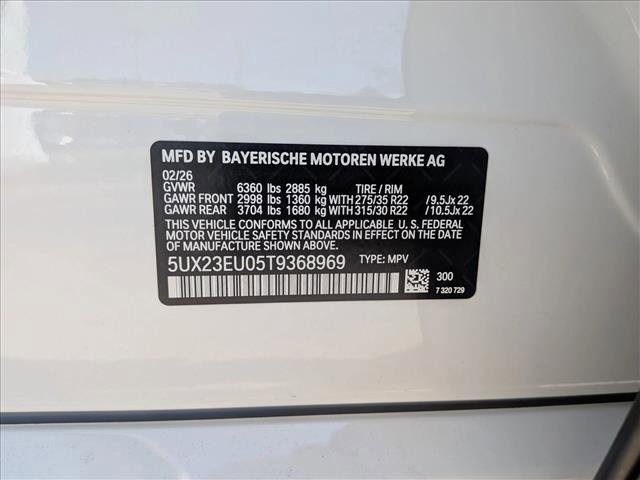 MFD BY BAYERISCHE MOTOREN WERKE AG
02/26
GVWR 6360 lbs 2885 kg TIRE / RIM
GAWR FRONT 2998 lbs 1360 kg WITH 275/35 R22 / 9.5Jx 22
GAWR REAR 3704 lbs 1680 kg WITH 315/30 R22 / 10.5Jx 22
THIS VEHICLE CONFORMS TO ALL APPLICABLE U. S. FEDERAL
MOTOR VEHICLE SAFETY STANDARDS IN EFFECT ON THE DATE
OF MANUFACTURE SHOWN ABOVE.
5UX23EU05T9368969 TYPE: MPV
300
7 320 729